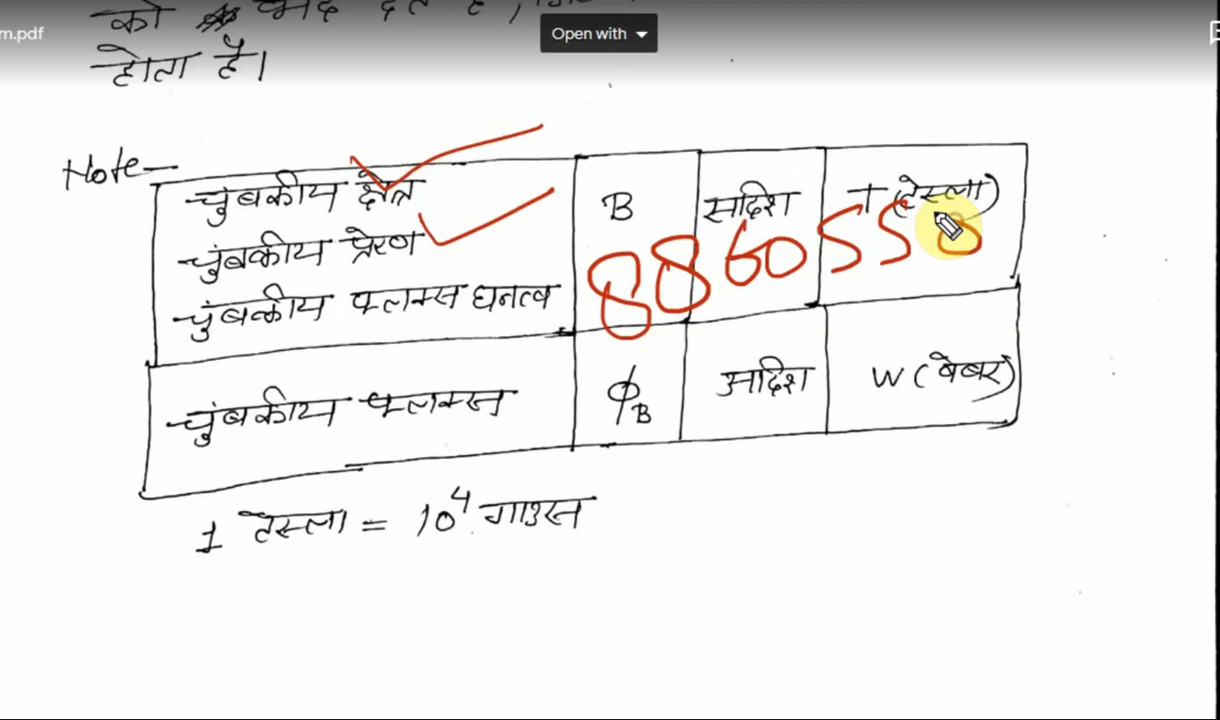 m.pdf
Open with
को
होता है।
Note-
चुंबकीय क्षेत्र B सदिश T (टेस्ला)
चुंबकीय प्रेरण
8860558
चुंबकीय फ्लक्स घनत्व
चुंबकीय फ्लक्स ϕB अदिश W (वेबर)
1 टेस्ला = 10⁴ गाउस